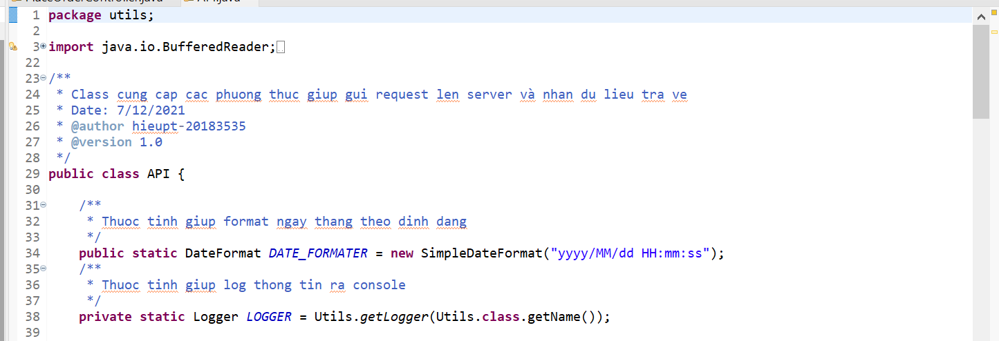 1 package utils;
2
3 import java.io.BufferedReader;
22
23 /**
24 * Class cung cap cac phuong thuc giup gui request len server và nhan du lieu tra ve
25 * Date: 7/12/2021
26 * @author hieupt-20183535
27 * @version 1.0
28 */
29 public class API {
30
31 /**
32 * Thuoc tinh giup format ngay thang theo dinh dang
33 */
34 public static DateFormat DATE_FORMATER = new SimpleDateFormat("yyyy/MM/dd HH:mm:ss");
35 /**
36 * Thuoc tinh giup log thong tin ra console
37 */
38 private static Logger LOGGER = Utils.getLogger(Utils.class.getName());
39